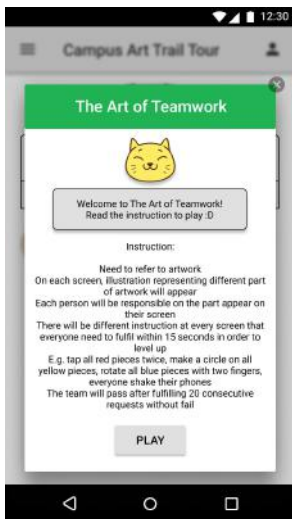 12:30
Campus Art Trail Tour
The Art of Teamwork
Welcome to The Art of Teamwork!
Read the instruction to play :D
Instruction:
Need to refer to artwork
On each screen, illustration representing different part
of artwork will appear
Each person will be responsible on the part appear on
their screen
There will be different instruction at every screen that
everyone need to fulfil within 15 seconds in order to
level up
E.g. tap all red pieces twice, make a circle on all
yellow pieces, rotate all blue pieces with two fingers,
everyone shake their phones
The team will pass after fulfilling 20 consecutive
requests without fail
PLAY